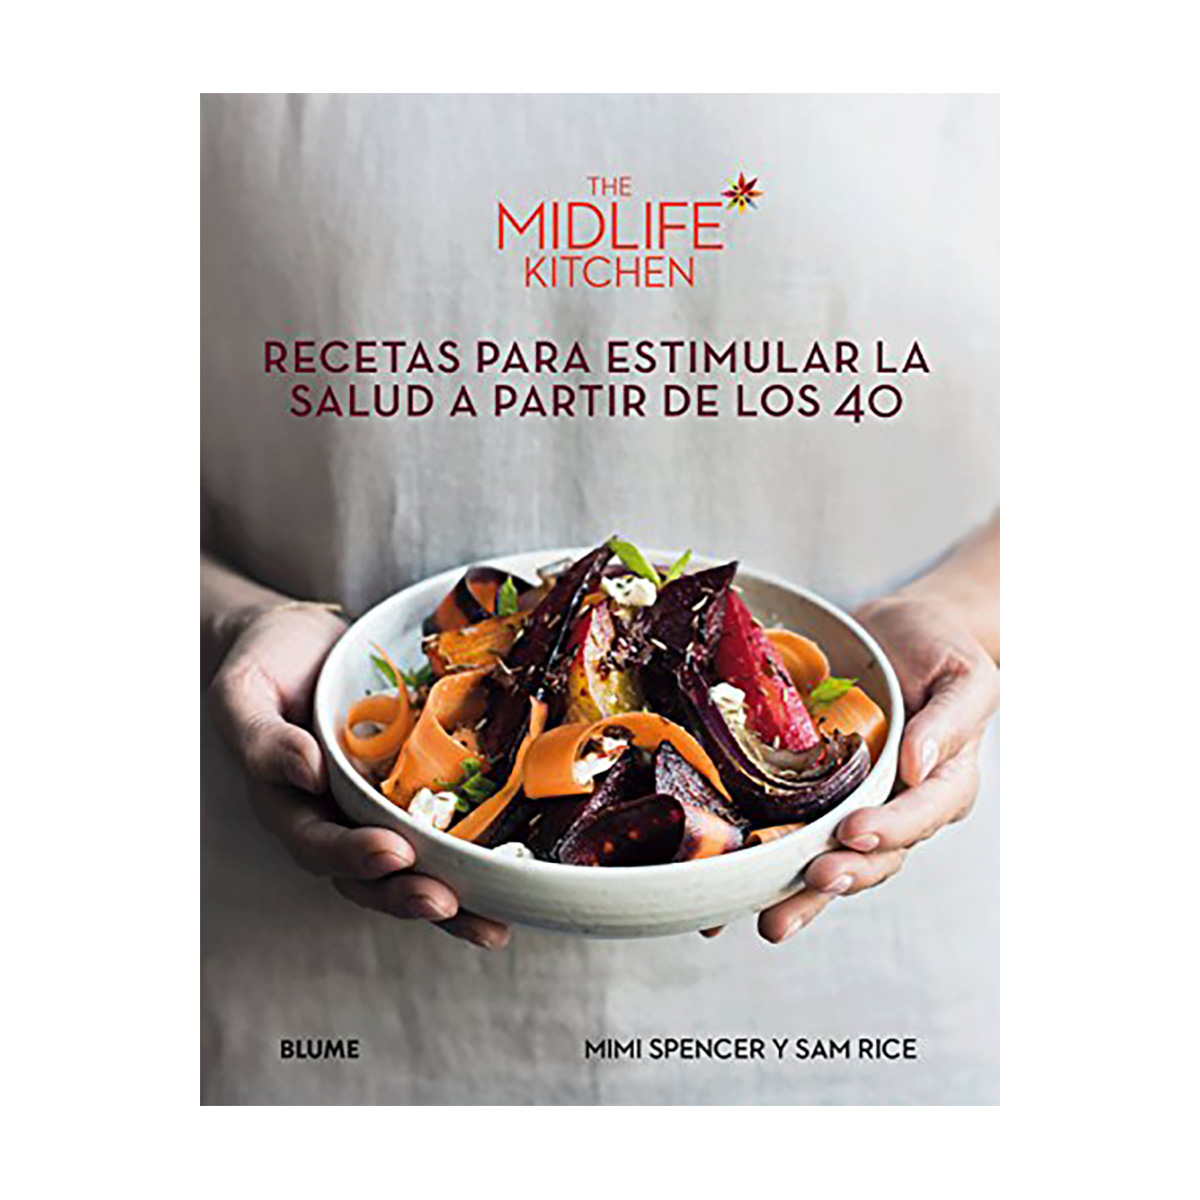 THE
MIDLIFE
KITCHEN
RECETAS PARA ESTIMULAR LA
SALUD A PARTIR DE LOS 40
BLUME
MIMI SPENCER Y SAM RICE